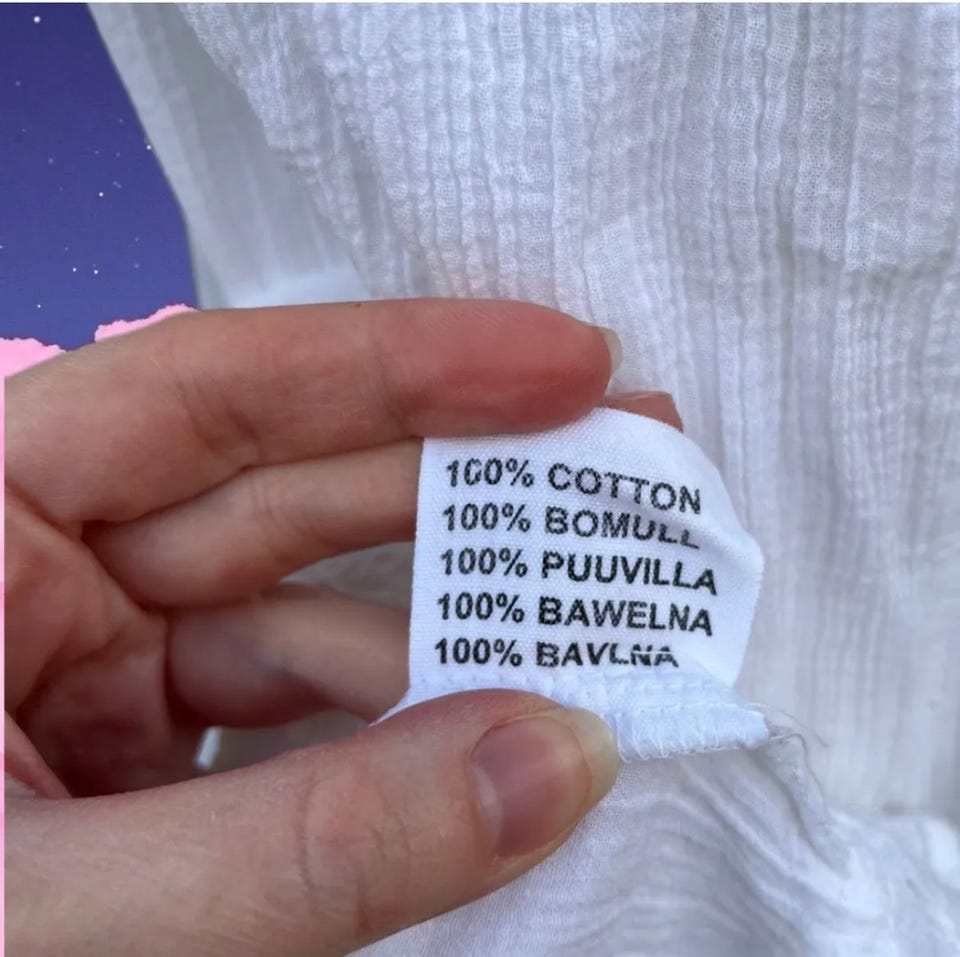 100% COTTON
100% BOMULL
100% PUUVILLA
100% BAWELNA
100% BAVLNA